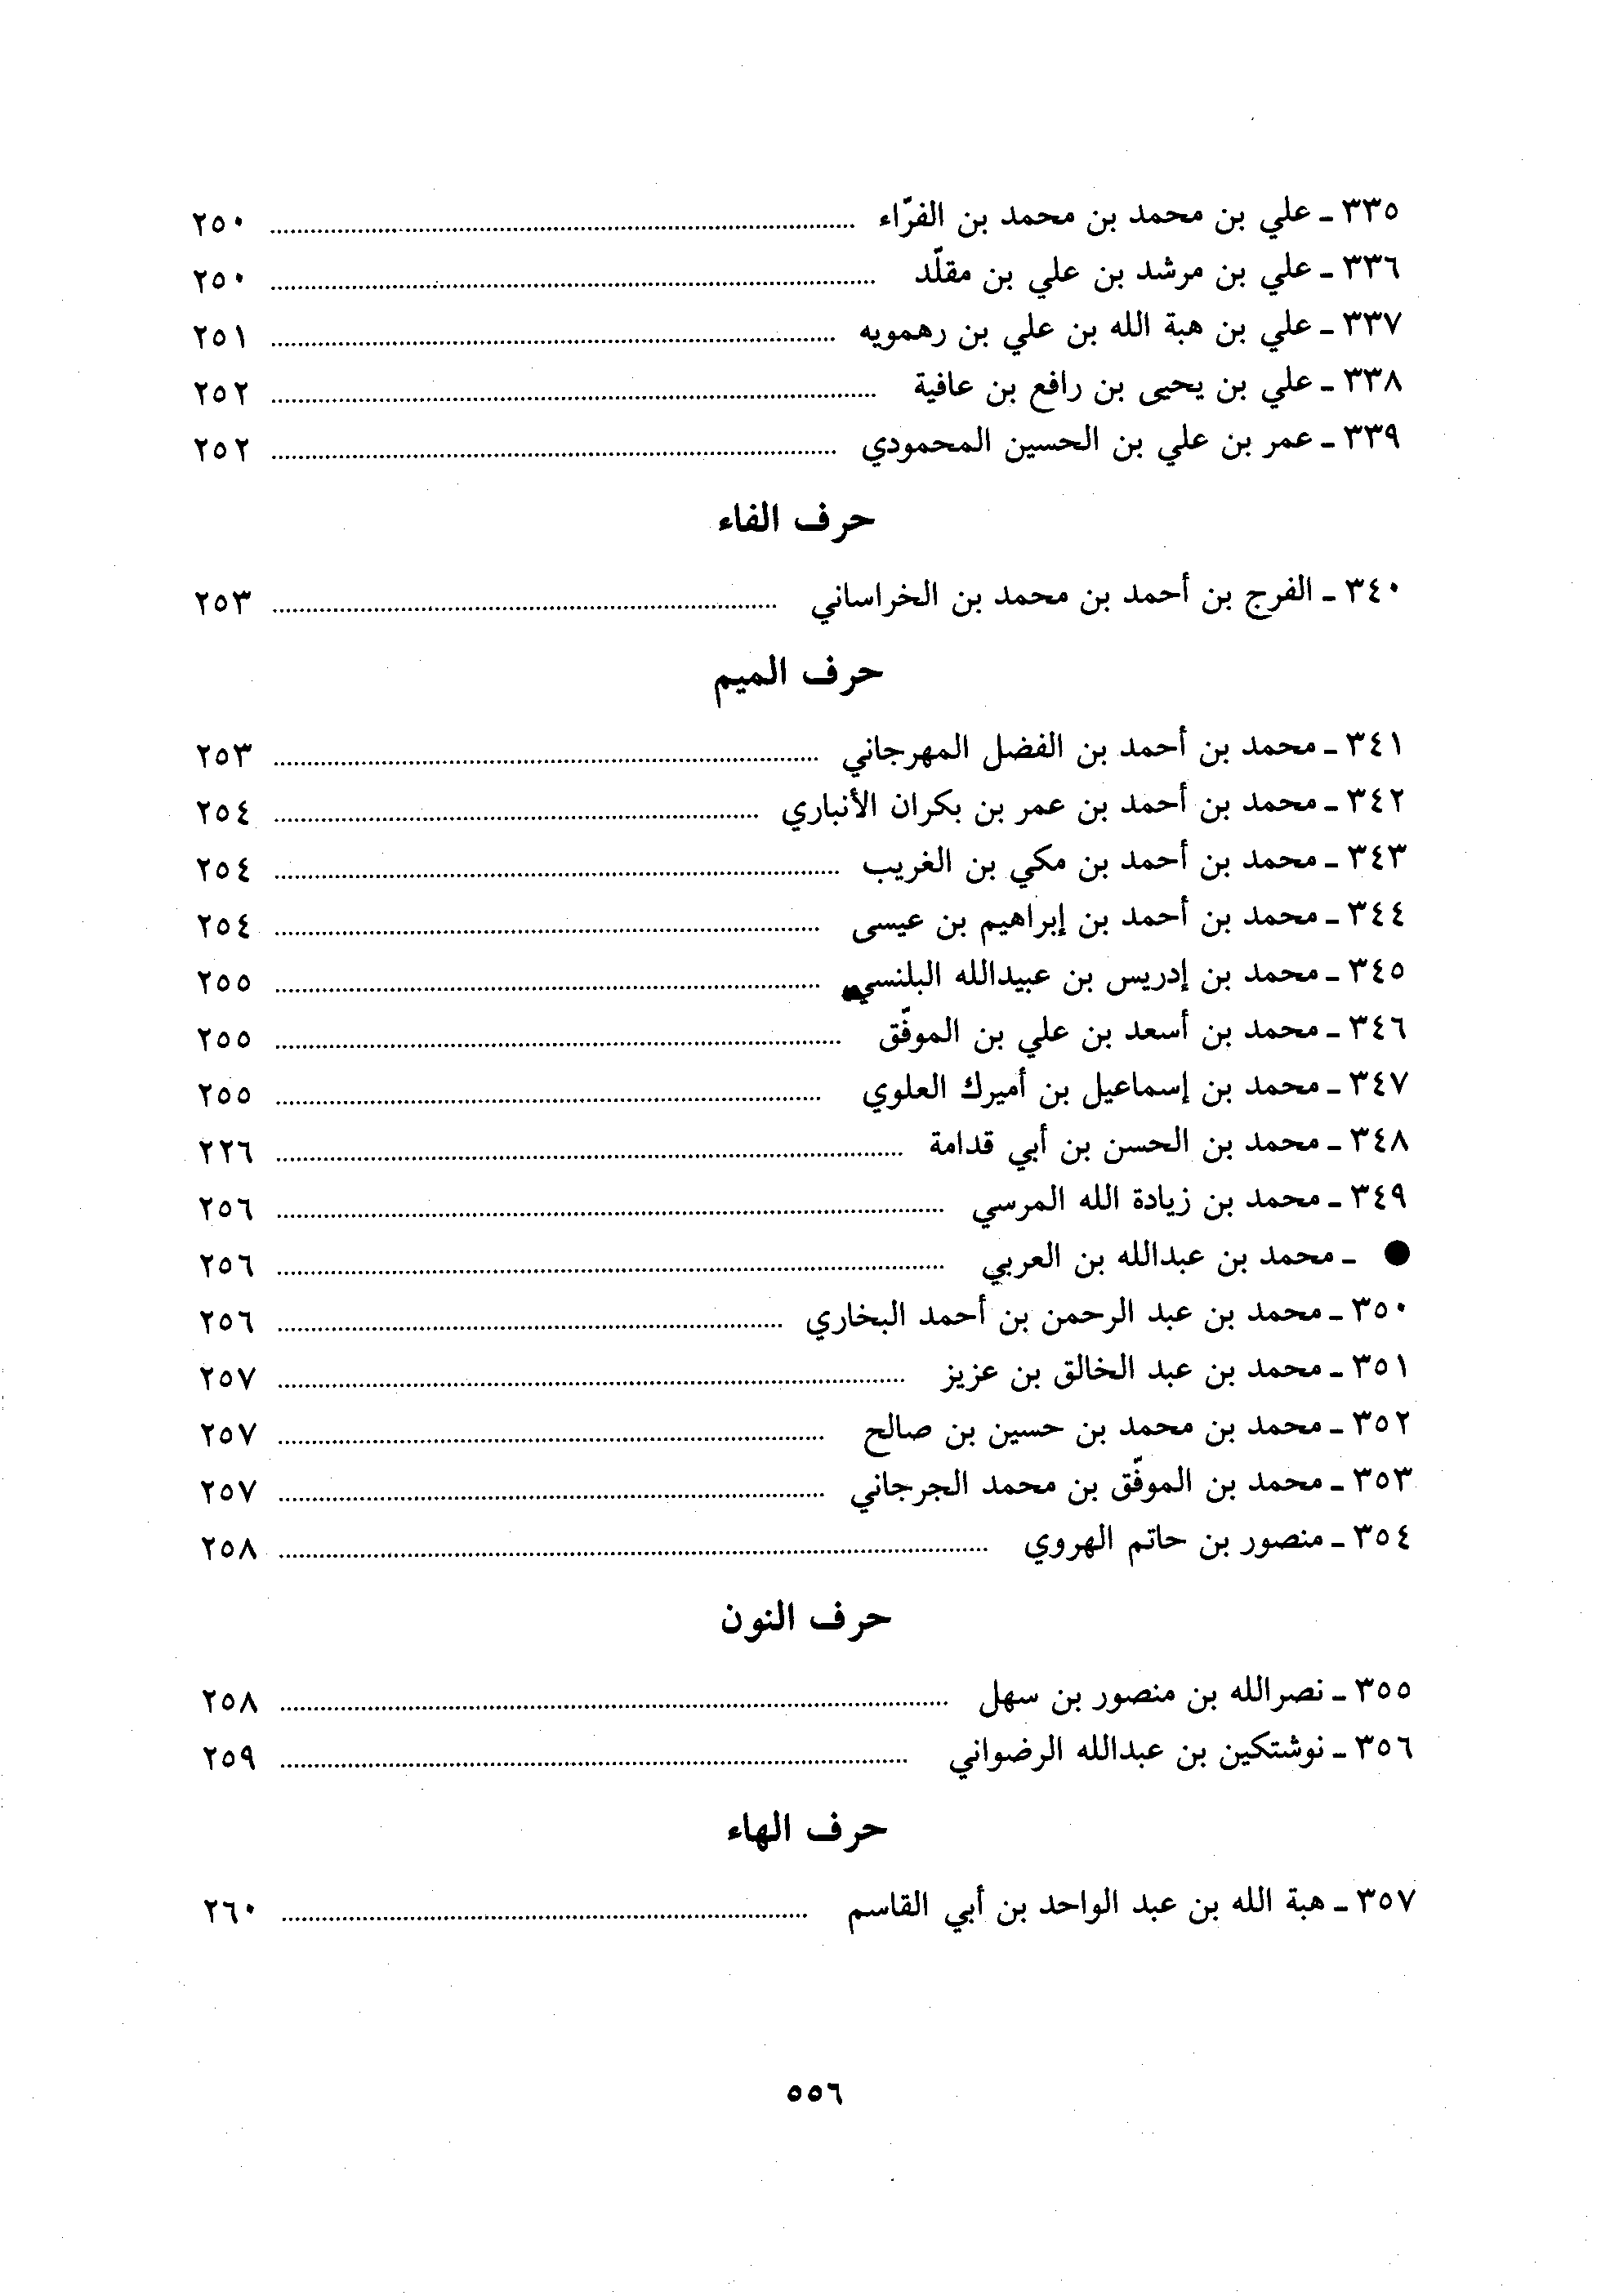 ٣٣٥ ـ علي بن محمد بن محمد بن الفرّاء ........ ٢٥٠
٣٣٦ ـ علي بن مرشد بن علي بن مقلّد ........ ٢٥٠
٣٣٧ ـ علي بن هبة الله بن علي بن رهمويه ........ ٢٥١
٣٣٨ ـ علي بن يحيى بن رافع بن عافية ........ ٢٥٢
٣٣٩ ـ عمر بن علي بن الحسين المحمودي ........ ٢٥٢
حرف الفاء
٣٤٠ ـ الفرج بن أحمد بن محمد بن الخراساني ........ ٢٥٣
حرف الميم
٣٤١ ـ محمد بن أحمد بن الفضل المهرجاني ........ ٢٥٣
٣٤٢ ـ محمد بن أحمد بن عمر بن بكران الأنباري ........ ٢٥٤
٣٤٣ ـ محمد بن أحمد بن مكي بن الغريب ........ ٢٥٤
٣٤٤ ـ محمد بن أحمد بن إبراهيم بن عيسى ........ ٢٥٤
٣٤٥ ـ محمد بن إدريس بن عبيدالله البلنسي ........ ٢٥٥
٣٤٦ ـ محمد بن أسعد بن علي بن الموفّق ........ ٢٥٥
٣٤٧ ـ محمد بن إسماعيل بن أميرك العلوي ........ ٢٥٥
٣٤٨ ـ محمد بن الحسن بن أبي قدامة ........ ٢٢٦
٣٤٩ ـ محمد بن زيادة الله المرسي ........ ٢٥٦
● ـ محمد بن عبدالله بن العربي ........ ٢٥٦
٣٥٠ ـ محمد بن عبد الرحمن بن أحمد البخاري ........ ٢٥٦
٣٥١ ـ محمد بن عبد الخالق بن عزيز ........ ٢٥٧
٣٥٢ ـ محمد بن محمد بن حسين بن صالح ........ ٢٥٧
٣٥٣ ـ محمد بن الموفّق بن محمد الجرجاني ........ ٢٥٧
٣٥٤ ـ منصور بن حاتم الهروي ........ ٢٥٨
حرف النون
٣٥٥ ـ نصرالله بن منصور بن سهل ........ ٢٥٨
٣٥٦ ـ نوشتكين بن عبدالله الرضواني ........ ٢٥٩
حرف الهاء
٣٥٧ ـ هبة الله بن عبد الواحد بن أبي القاسم ........ ٢٦٠
٥٥٦